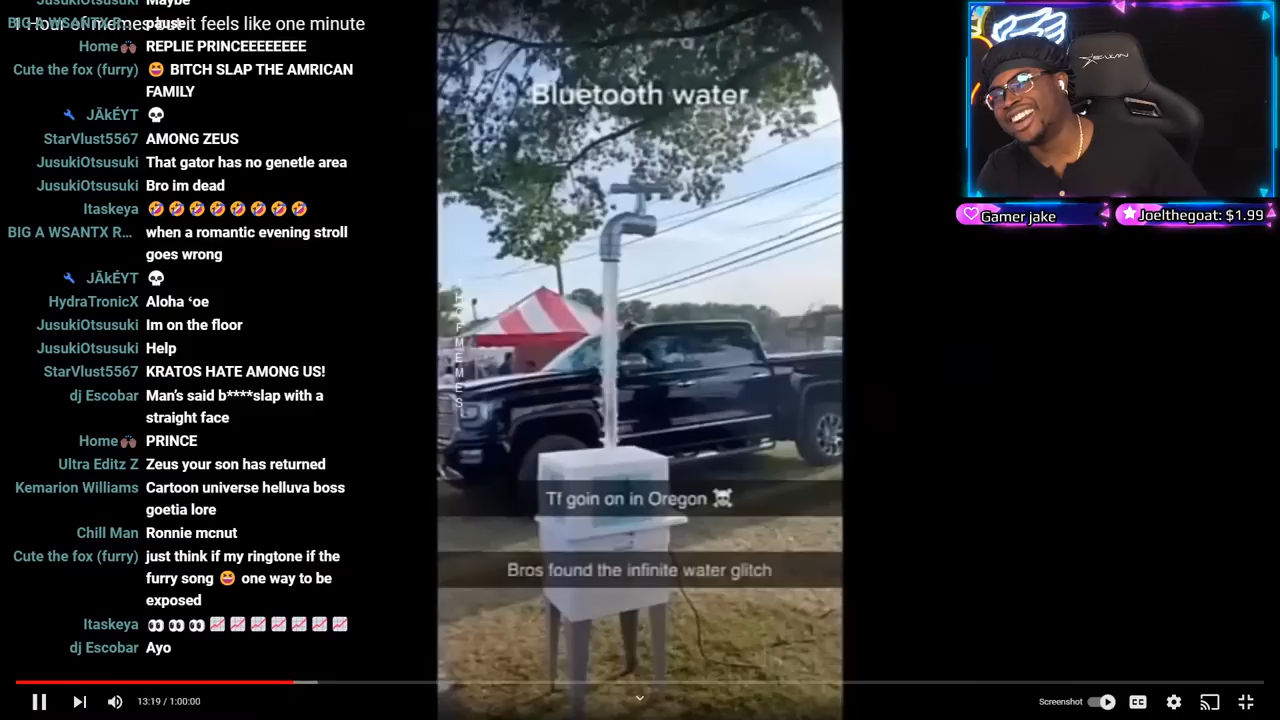 JusukiOtsusuki Maybe
1 Hour of memes but it feels like one minute
Home🙌🏾 REPLIE PRINCEEEEEEEE
Cute the fox (furry) 😆 BITCH SLAP THE AMRICAN
FAMILY
JĀkÉYT 💀
StarVlust5567 AMONG ZEUS
JusukiOtsusuki That gator has no genetle area
JusukiOtsusuki Bro im dead
Itaskeya 🤣🤣🤣🤣🤣🤣🤣🤣
BIG A WSANTX R... when a romantic evening stroll
goes wrong
JĀkÉYT 💀
HydraTronicX Aloha ʻoe
JusukiOtsusuki Im on the floor
JusukiOtsusuki Help
StarVlust5567 KRATOS HATE AMONG US!
dj Escobar Man's said b****slap with a
straight face
Home🙌🏾 PRINCE
Ultra Editz Z Zeus your son has returned
Kemarion Williams Cartoon universe helluva boss
goetia lore
Chill Man Ronnie mcnut
Cute the fox (furry) just think if my ringtone if the
furry song 😆 one way to be
exposed
Itaskeya 👀👀👀📈📈📈📈📈📈📈
dj Escobar Ayo
Bluetooth water
Tf goin on in Oregon ☠
Bros found the infinite water glitch
Gamer jake
Joelthegoat: $1.99
13:19 / 1:00:00
Screenshot
CC